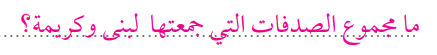 ما مجموع الصدفات التي جمعتها لبنى وكريمة؟